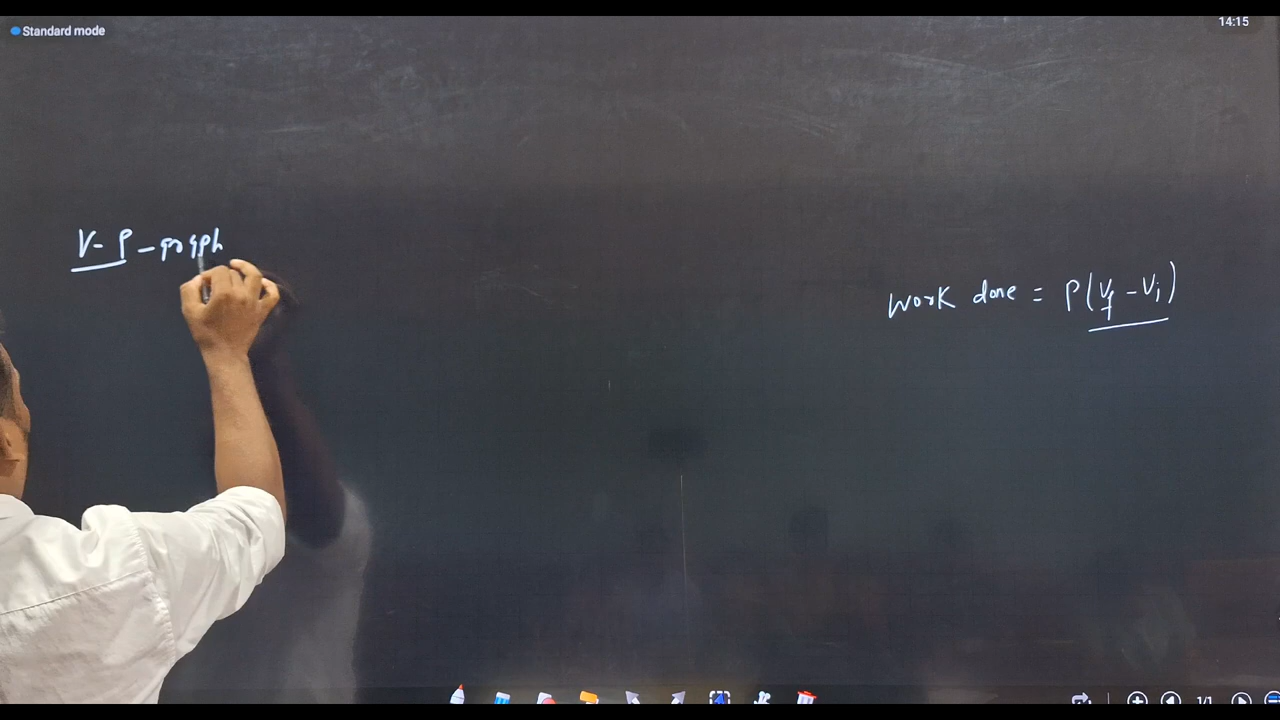 Standard mode
14:15
V-P-graph
Work done = P(Vf - Vi)
1/1